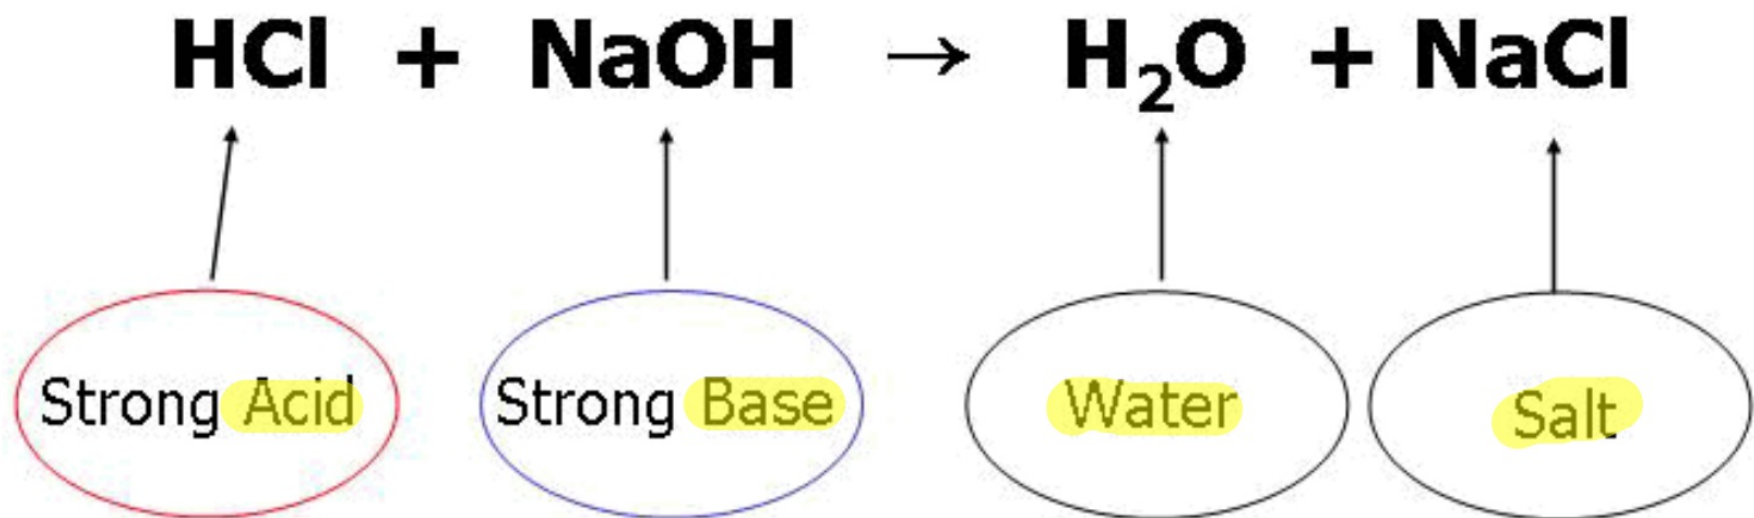 HCl + NaOH → H₂O + NaCl
Strong Acid Strong Base Water Salt